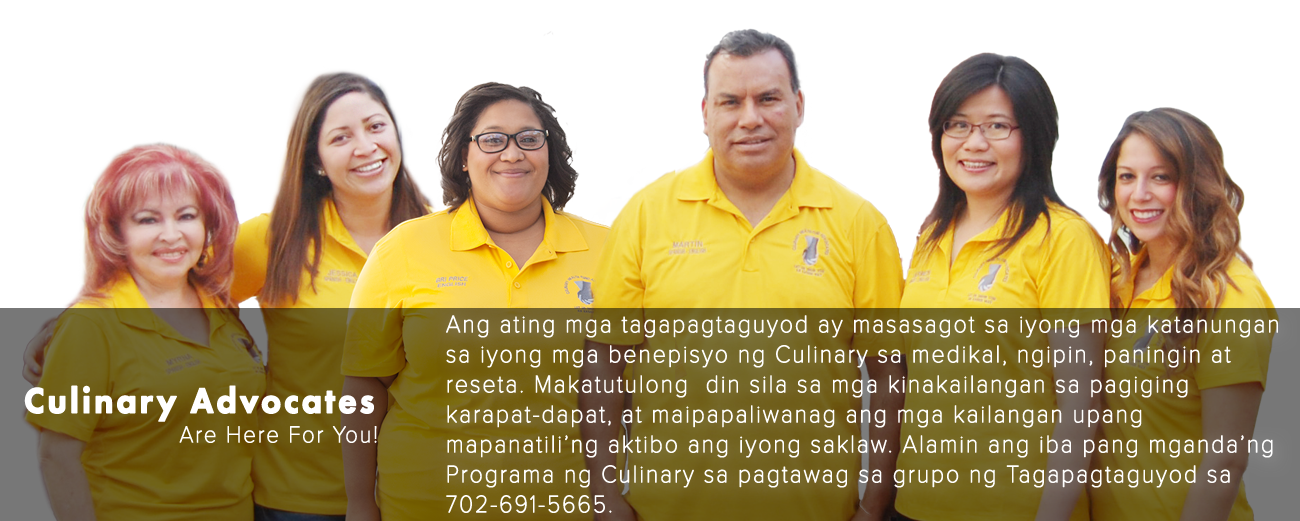 MARTIN
Culinary Advocates
Are Here For You!
Ang ating mga tagapagtaguyod ay masasagot sa iyong mga katanungan
sa iyong mga benepisyo ng Culinary sa medikal, ngipin, paningin at
reseta. Makatutulong din sila sa mga kinakailangan sa pagiging
karapat-dapat, at maipapaliwanag ang mga kailangan upang
mapanatili’ng aktibo ang iyong saklaw. Alamin ang iba pang mganda’ng
Programa ng Culinary sa pagtawag sa grupo ng Tagapagtaguyod sa
702-691-5665.